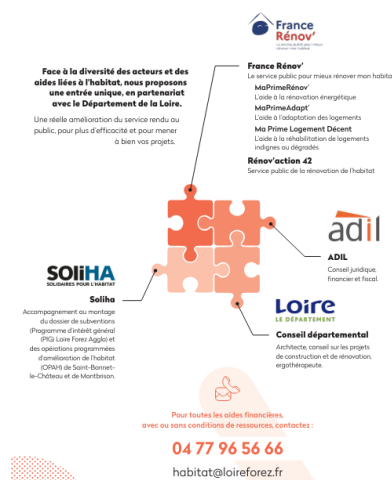 France
Rénov'
Le service public pour mieux
rénover mon habitat
Face à la diversité des acteurs et des
aides liées à l'habitat, nous proposons
une entrée unique, en partenariat
avec le Département de la Loire.
Une réelle amélioration du service rendu au
public, pour plus d'efficacité et pour mener
à bien vos projets.
France Rénov'
Le service public pour mieux rénover mon habita
MaPrimeRénov'
L'aide à la rénovation énergétique
MaPrimeAdapt'
L'aide à l'adaptation des logements
Ma Prime Logement Décent
L'aide à la réhabilitation de logements
indignes ou dégradés
Rénov'action 42
Service public de la rénovation de l'habitat
adil
ADIL
Conseil juridique,
financier et fiscal.
SOLiHA
SOLIDAIRES POUR L'HABITAT
Soliha
Accompagnement au montage
du dossier de subventions
(Programme d'intérêt général
(PIG) Loire Forez Agglo) et
des opérations programmées
d'amélioration de l'habitat
(OPAH) de Saint-Bonnet-
le-Château et de Montbrison.
LOIRE
LE DÉPARTEMENT
Conseil départemental
Architecte, conseil sur les projets
de construction et de rénovation,
ergothérapeute.
Pour toutes les aides financières,
avec ou sans conditions de ressources, contactez :
04 77 96 56 66
habitat@loireforez.fr